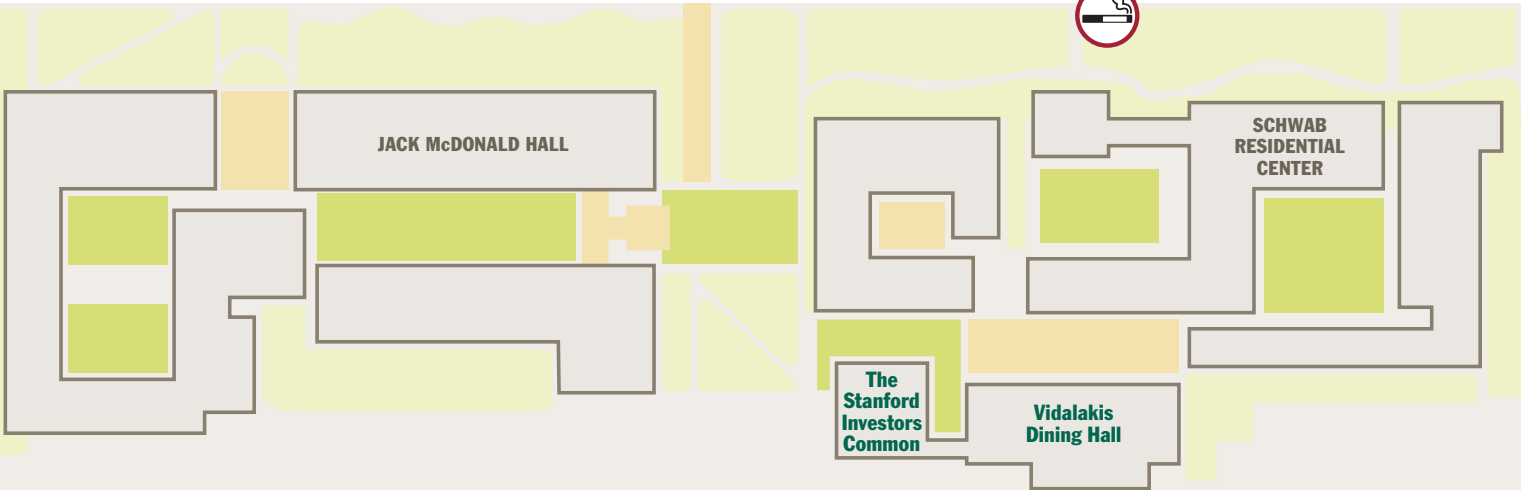 JACK McDONALD HALL
SCHWAB
RESIDENTIAL
CENTER
The
Stanford
Investors
Common
Vidalakis
Dining Hall